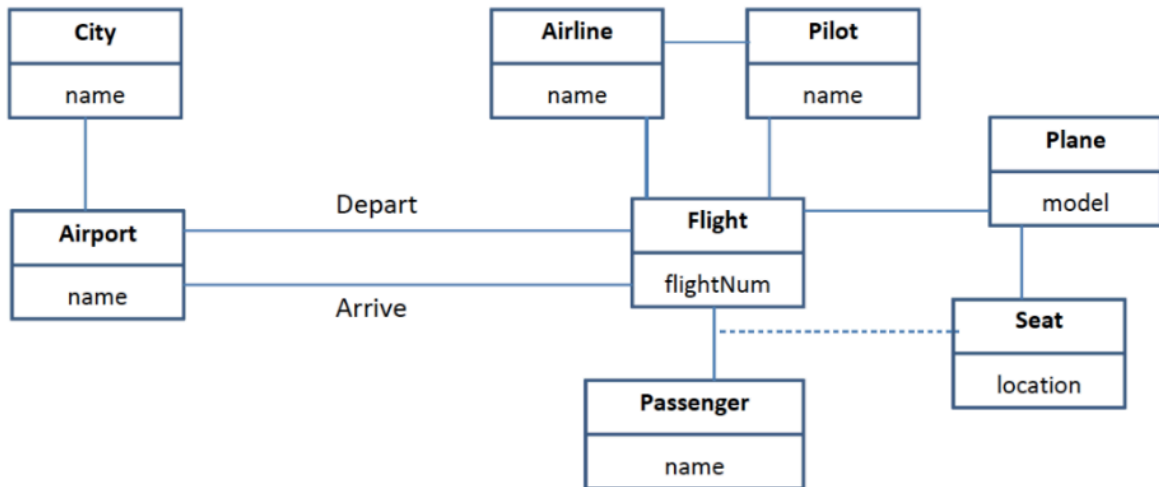 City
name
Airline
name
Pilot
name
Plane
model
Airport
name
Depart
Arrive
Flight
flightNum
Seat
location
Passenger
name